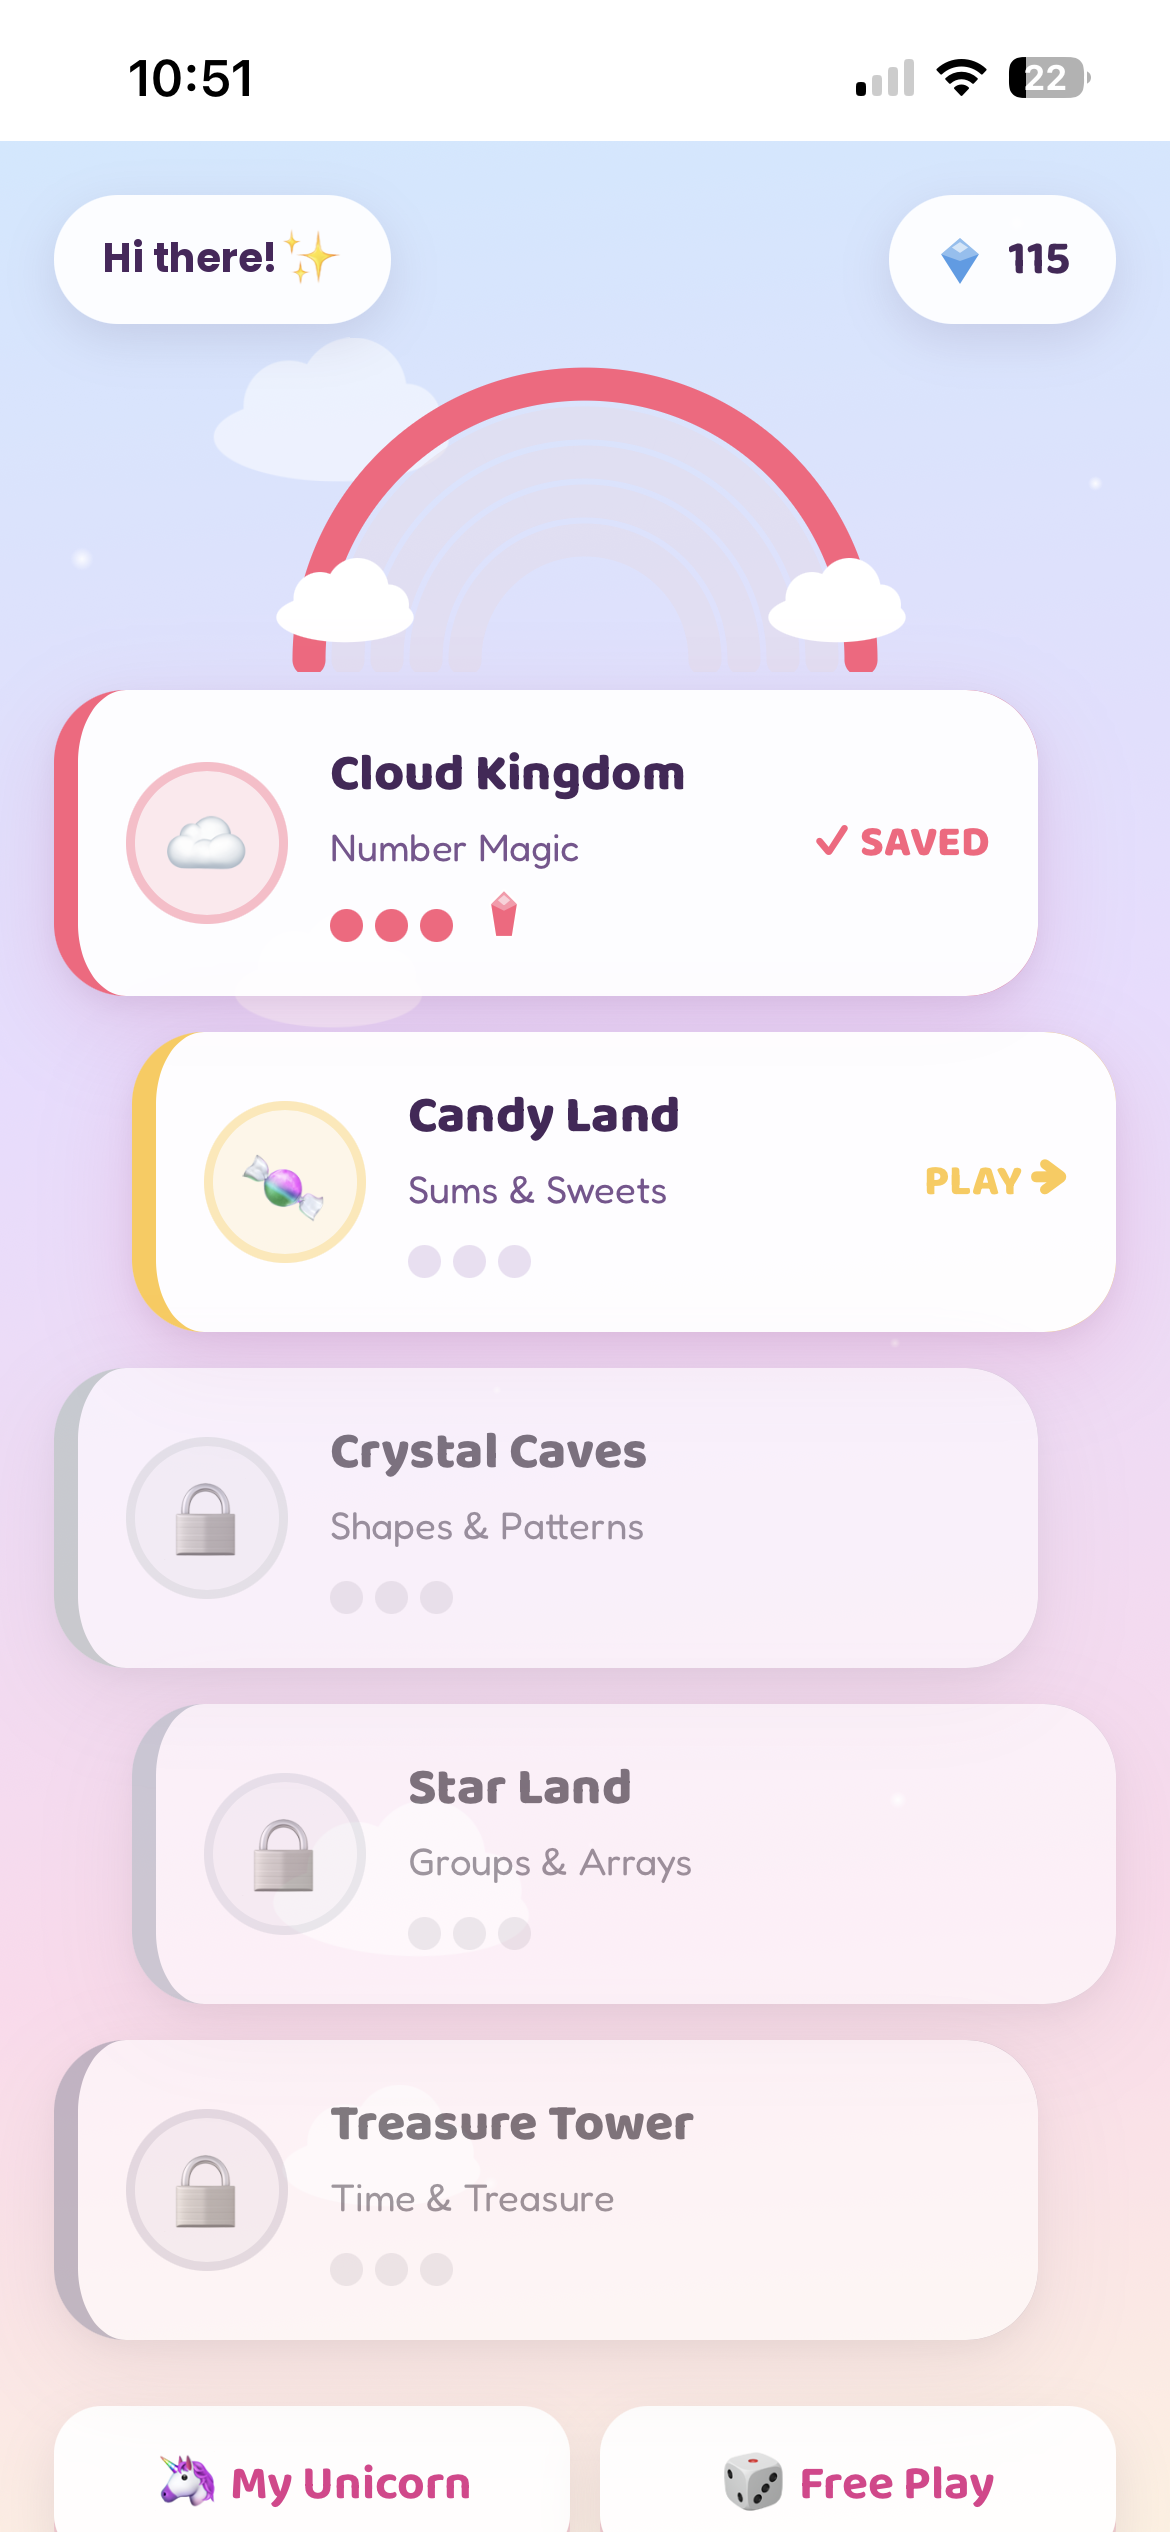 10:51
22
Hi there!✨
115
Cloud Kingdom
Number Magic
✓ SAVED
Candy Land
Sums & Sweets
PLAY ➜
Crystal Caves
Shapes & Patterns
Star Land
Groups & Arrays
Treasure Tower
Time & Treasure
🦄 My Unicorn
🎲 Free Play